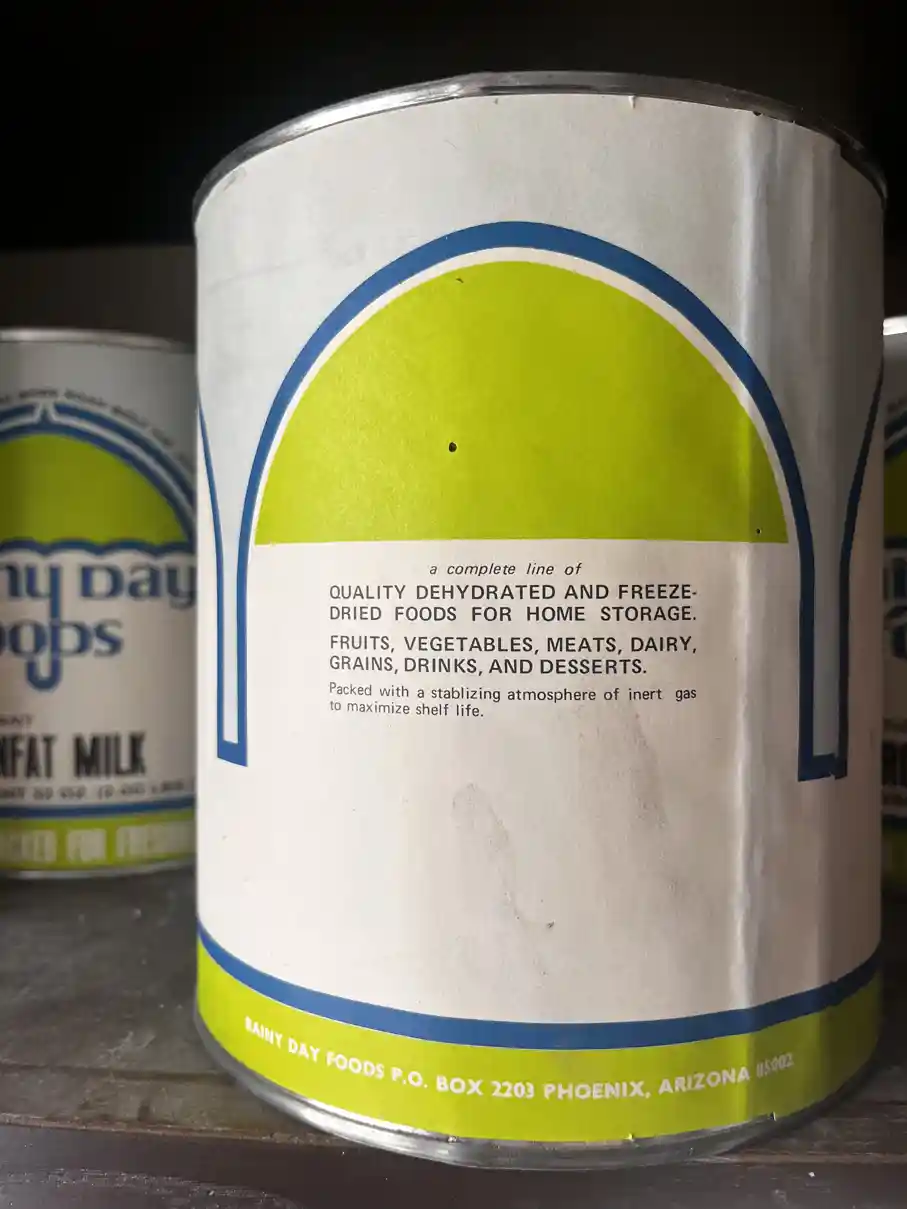 a complete line of
QUALITY DEHYDRATED AND FREEZE-
DRIED FOODS FOR HOME STORAGE.
FRUITS, VEGETABLES, MEATS, DAIRY,
GRAINS, DRINKS, AND DESSERTS.
Packed with a stablizing atmosphere of inert gas
to maximize shelf life.
RAINY DAY FOODS P.O. BOX 2203 PHOENIX, ARIZONA 85002
ny Day
oods
NFAT MILK